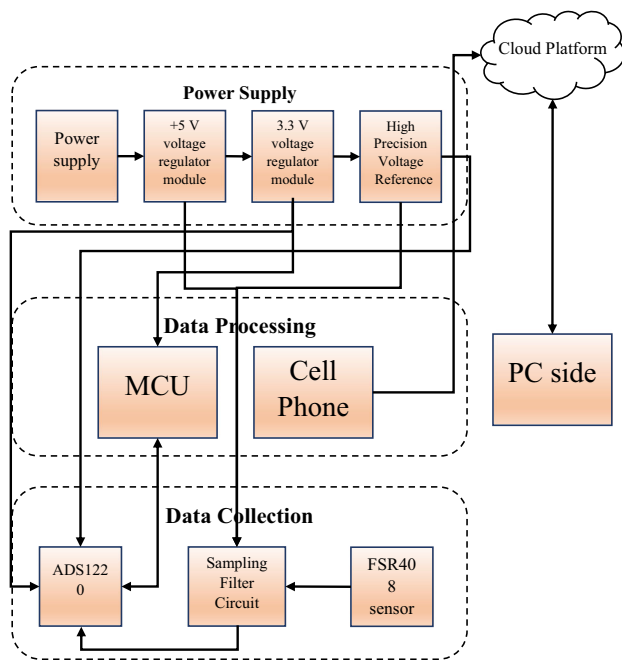 Cloud Platform
Power Supply
Power
supply
+5 V
voltage
regulator
module
3.3 V
voltage
regulator
module
High
Precision
Voltage
Reference
Data Processing
MCU
Cell
Phone
PC side
Data Collection
ADS122
0
Sampling
Filter
Circuit
FSR40
8
sensor